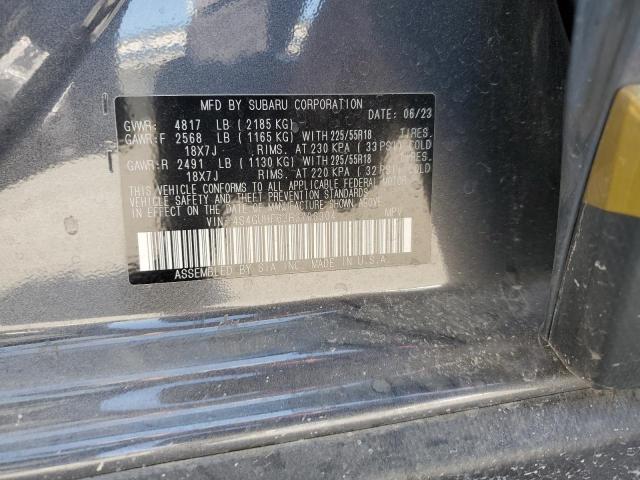 MFD BY SUBARU CORPORATION
DATE: 06/23
GVWR: 4817 LB ( 2185 KG)
GAWR:F 2568 LB ( 1165 KG) WITH 225/55R18 TIRES,
18X7J RIMS, AT 230 KPA ( 33 PSI) COLD
GAWR:R 2491 LB ( 1130 KG) WITH 225/55R18 TIRES,
18X7J RIMS, AT 220 KPA ( 32 PSI) COLD
THIS VEHICLE CONFORMS TO ALL APPLICABLE FEDERAL MOTOR
VEHICLE SAFETY AND THEFT PREVENTION STANDARDS
IN EFFECT ON THE DATE OF MANUFACTURE SHOWN ABOVE.
VIN: MPV
ASSEMBLED BY SIA, INC. MADE IN U.S.A.